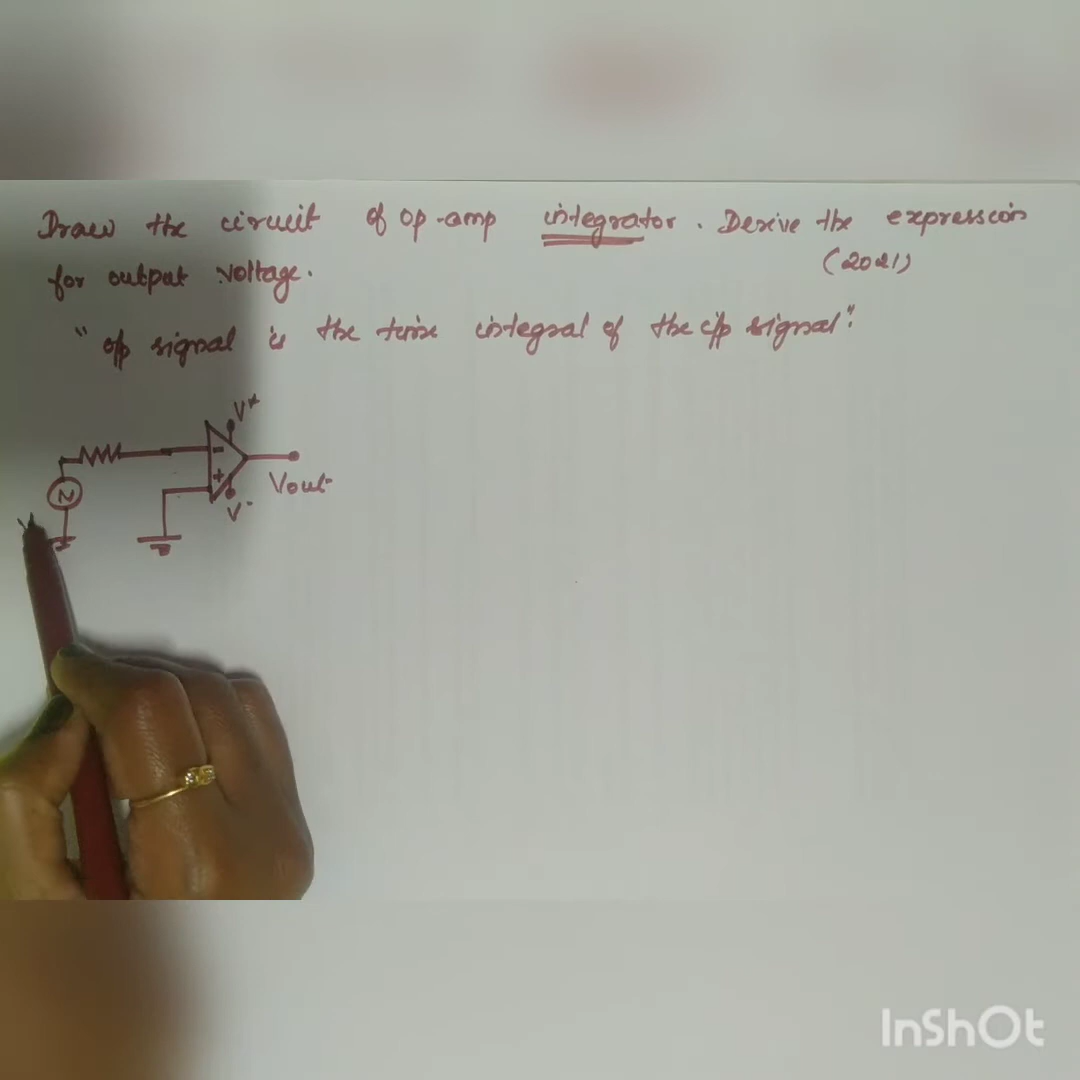 Draw the circuit of op-amp integrator. Derive the expression
(2021)
for output voltage.
"o/p signal is the time integral of the i/p signal".
V+
-
+
V-
Vout
InShOt